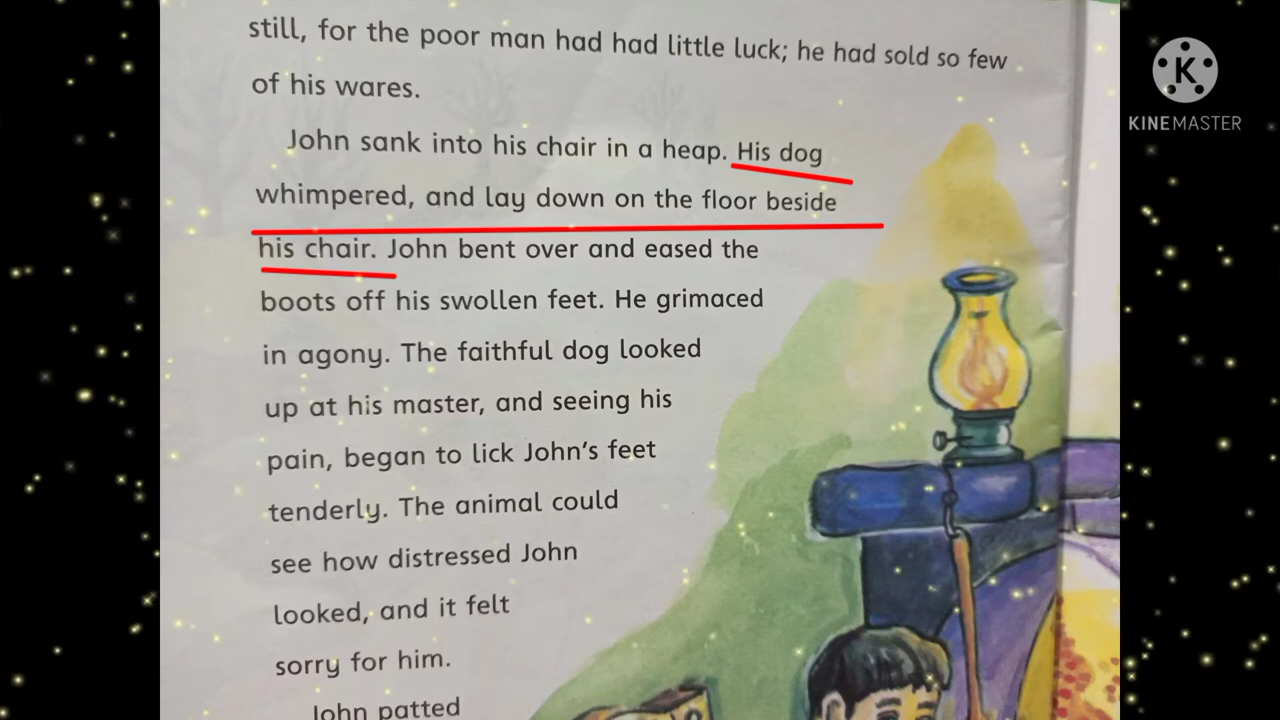 still, for the poor man had had little luck; he had sold so few
of his wares.
John sank into his chair in a heap. His dog
whimpered, and lay down on the floor beside
his chair. John bent over and eased the
boots off his swollen feet. He grimaced
in agony. The faithful dog looked
up at his master, and seeing his
pain, began to lick John's feet
tenderly. The animal could
see how distressed John
looked, and it felt
sorry for him.
John patted
K
KINEMASTER